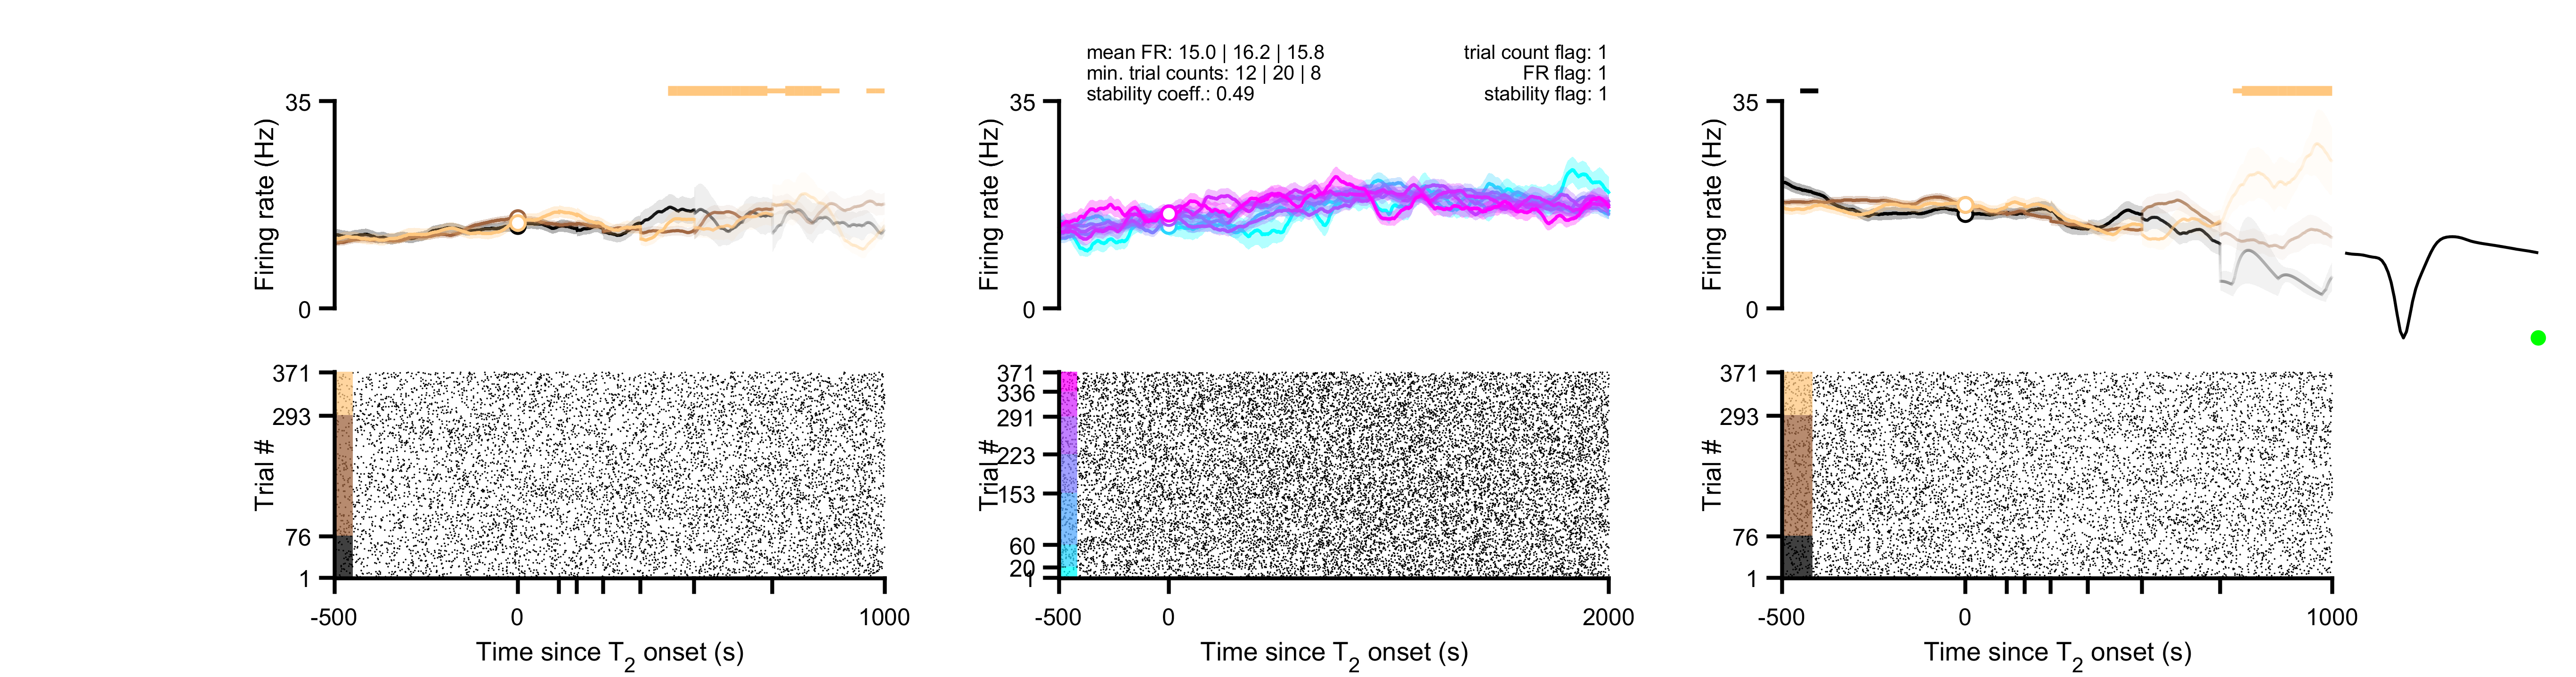 mean FR: 15.0 | 16.2 | 15.8
min. trial counts: 12 | 20 | 8
stability coeff.: 0.49
trial count flag: 1
FR flag: 1
stability flag: 1
35
0
Firing rate (Hz)
35
0
Firing rate (Hz)
35
0
Firing rate (Hz)
371
293
76
1
Trial #
-500
0
1000
Time since T2 onset (s)
371
336
291
223
153
60
20
1
Trial #
-500
0
2000
Time since T2 onset (s)
371
293
76
1
Trial #
-500
0
1000
Time since T2 onset (s)